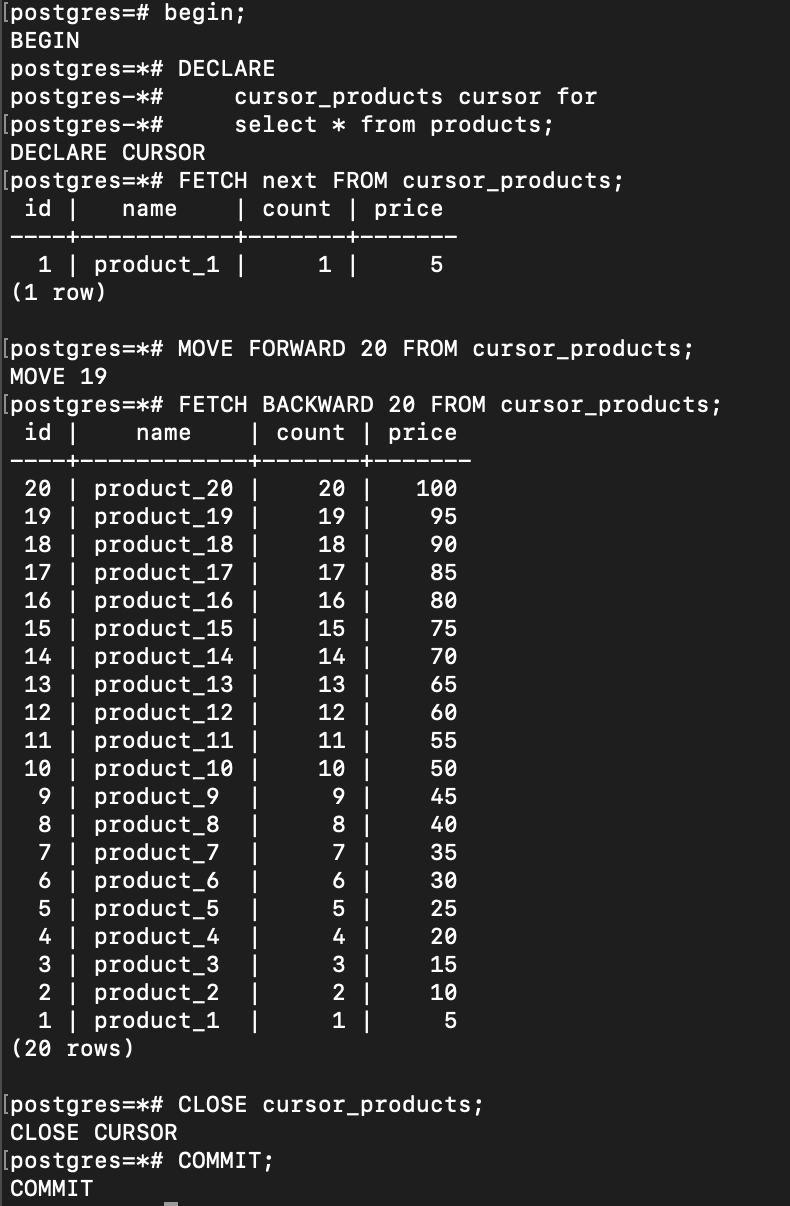 [postgres=# begin;
BEGIN
postgres=*# DECLARE
postgres-*#     cursor_products cursor for
[postgres-*#     select * from products;
DECLARE CURSOR
[postgres=*# FETCH next FROM cursor_products;
 id |   name    | count | price
----+-----------+-------+-------
  1 | product_1 |     1 |     5
(1 row)

[postgres=*# MOVE FORWARD 20 FROM cursor_products;
MOVE 19
[postgres=*# FETCH BACKWARD 20 FROM cursor_products;
 id |    name    | count | price
----+------------+-------+-------
 20 | product_20 |    20 |   100
 19 | product_19 |    19 |    95
 18 | product_18 |    18 |    90
 17 | product_17 |    17 |    85
 16 | product_16 |    16 |    80
 15 | product_15 |    15 |    75
 14 | product_14 |    14 |    70
 13 | product_13 |    13 |    65
 12 | product_12 |    12 |    60
 11 | product_11 |    11 |    55
 10 | product_10 |    10 |    50
  9 | product_9  |     9 |    45
  8 | product_8  |     8 |    40
  7 | product_7  |     7 |    35
  6 | product_6  |     6 |    30
  5 | product_5  |     5 |    25
  4 | product_4  |     4 |    20
  3 | product_3  |     3 |    15
  2 | product_2  |     2 |    10
  1 | product_1  |     1 |     5
(20 rows)

[postgres=*# CLOSE cursor_products;
CLOSE CURSOR
[postgres=*# COMMIT;
COMMIT